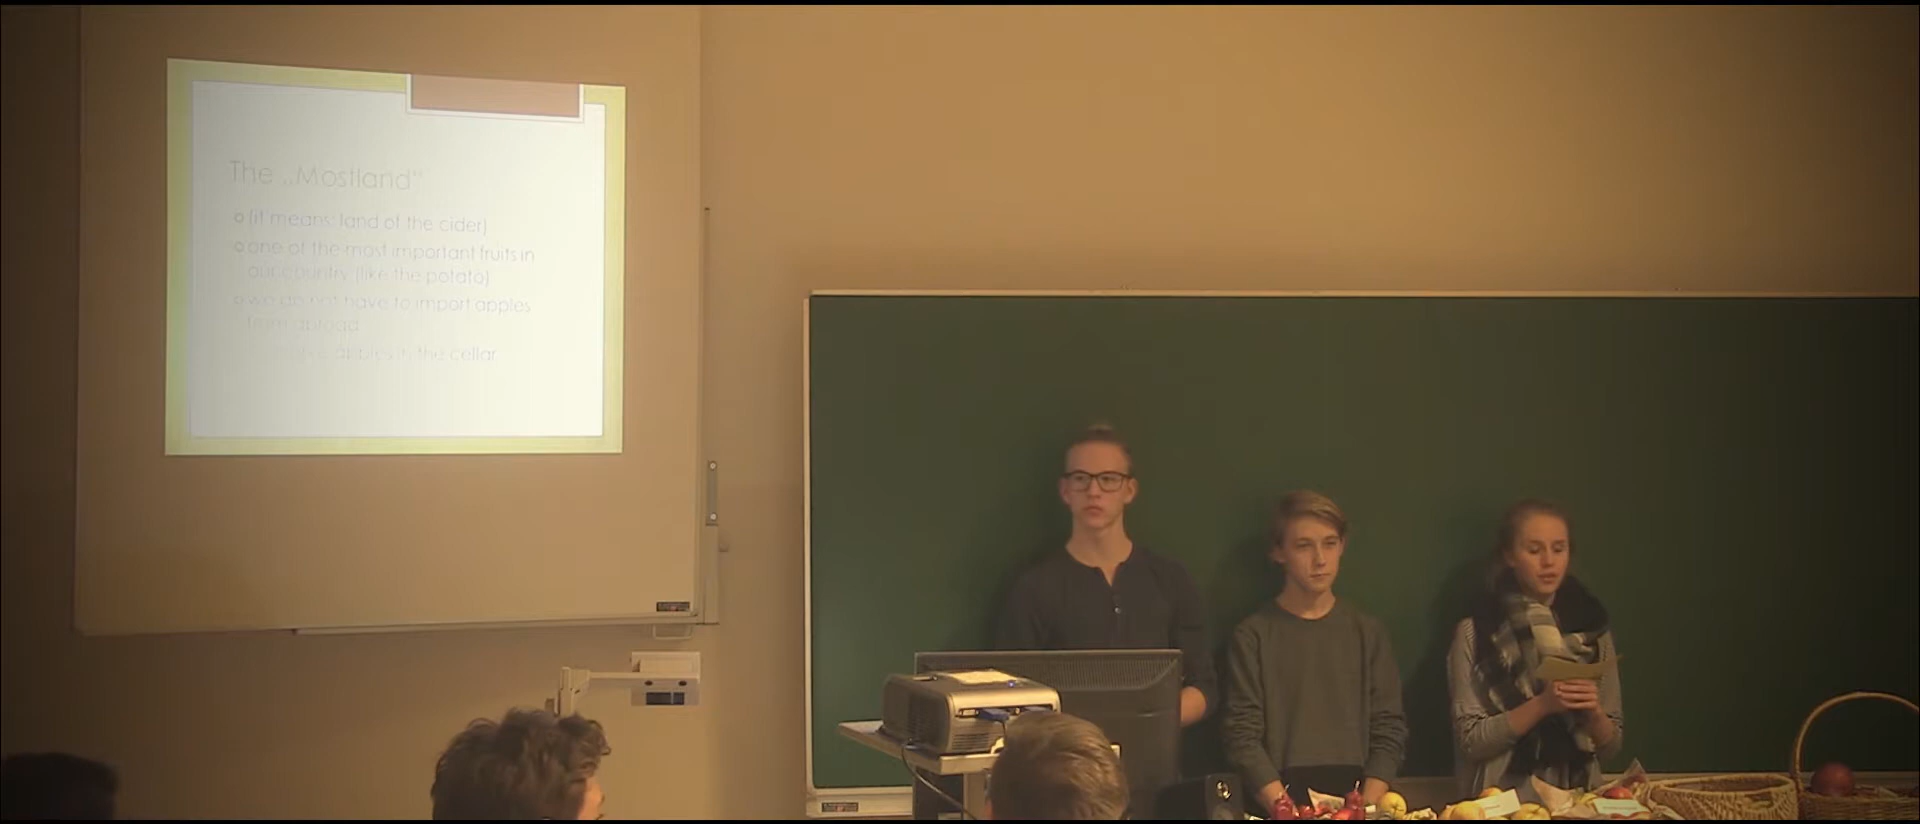 The „Mostland“
(it means: land of the cider)
one of the most important fruits in
our country (like the potato)
we do not have to import apples
from abroad
apples in the cellar